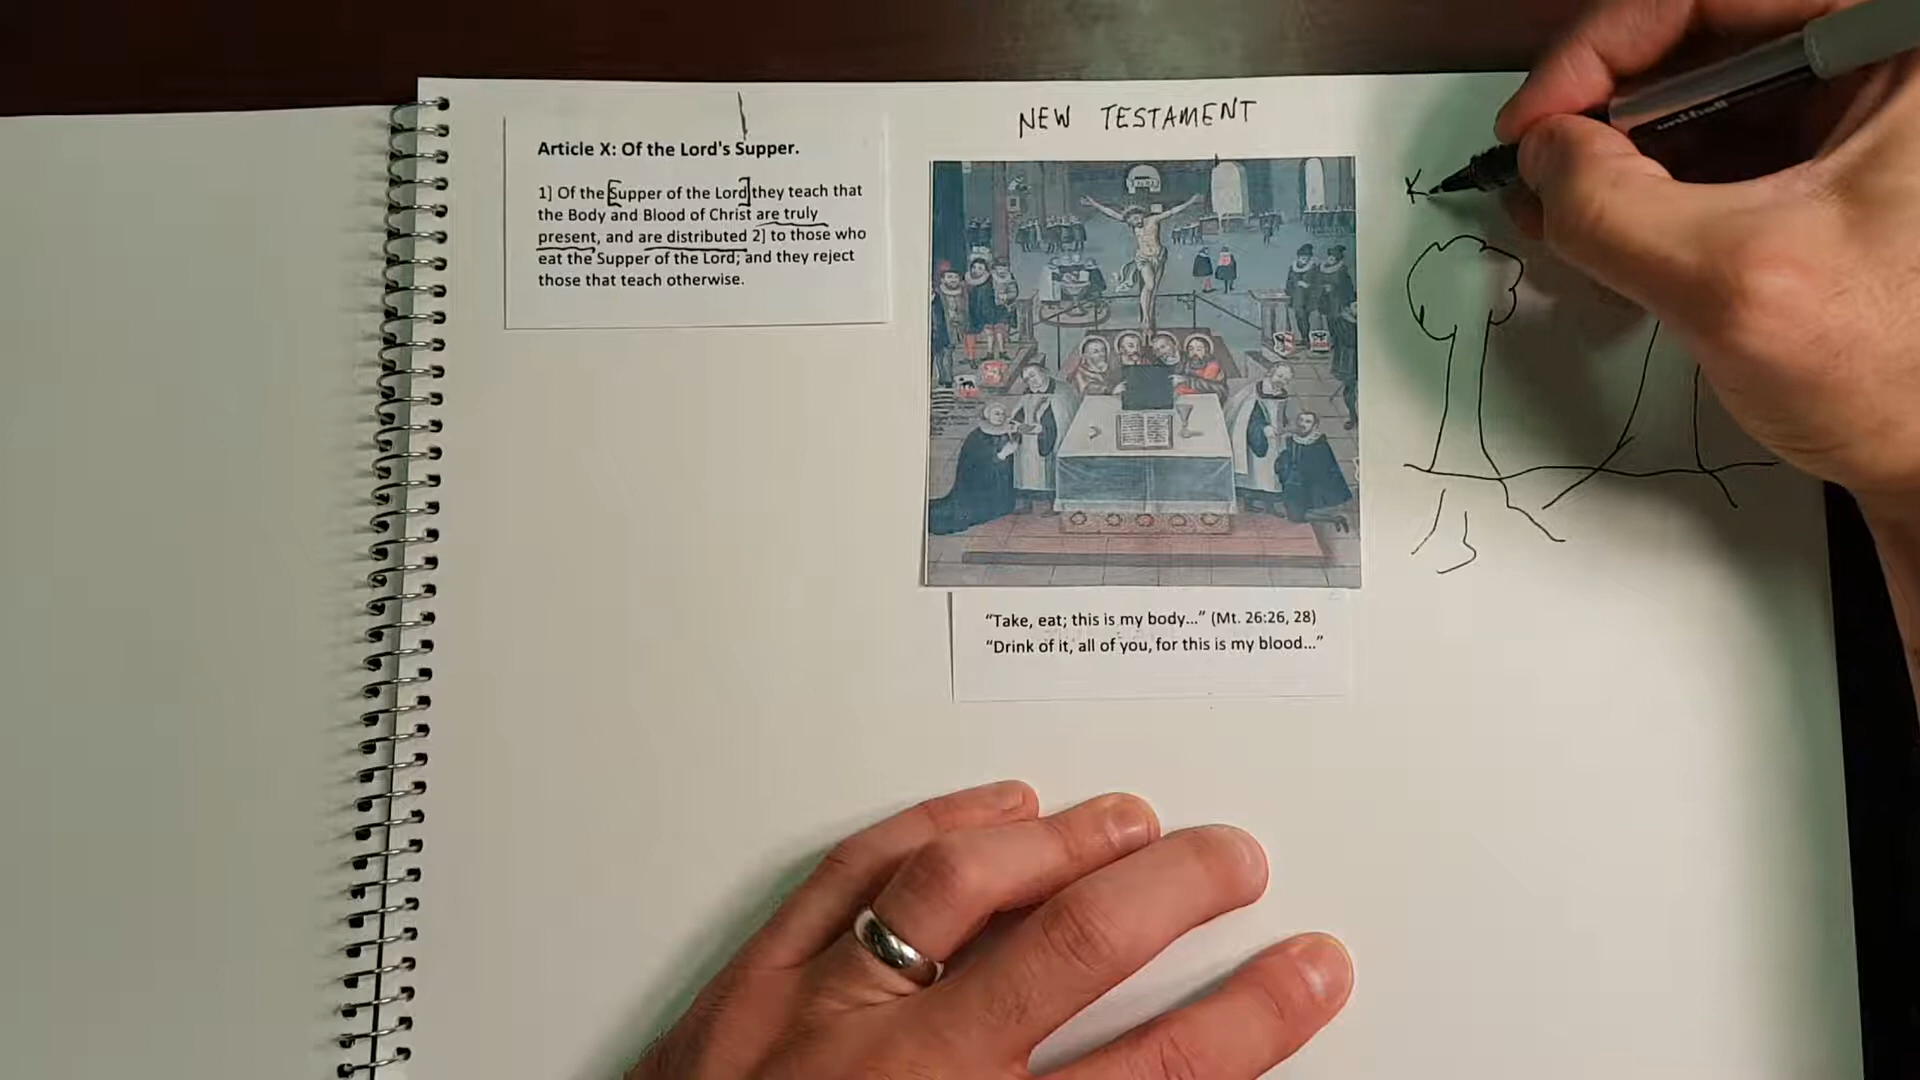 Article X: Of the Lord's Supper.
1] Of the [Supper of the Lord] they teach that
the Body and Blood of Christ are truly
present, and are distributed 2] to those who
eat the Supper of the Lord; and they reject
those that teach otherwise.
NEW TESTAMENT
K
“Take, eat; this is my body...” (Mt. 26:26, 28)
“Drink of it, all of you, for this is my blood...”